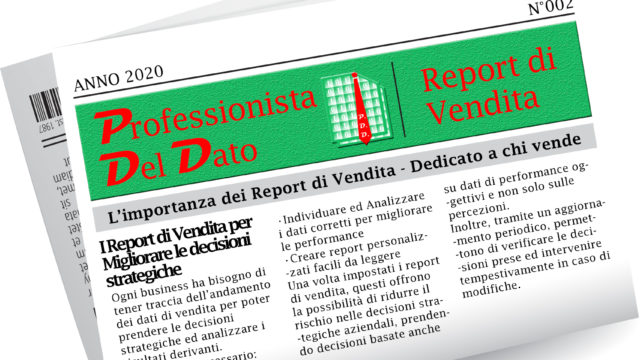 N°002
ANNO 2020
Professionista
Del Dato
P.
D.
D.
Report di
Vendita
L'importanza dei Report di Vendita - Dedicato a chi vende
I Report di Vendita per
Migliorare le decisioni
strategiche
Ogni business ha bisogno di
tener traccia dell'andamento
dei dati di vendita per poter
prendere le decisioni
strategiche ed analizzare i
risultati derivanti.
· Individuare ed Analizzare
i dati corretti per migliorare
le performance
· Creare report personaliz-
-zati facili da leggere
Una volta impostati i report
di vendita, questi offrono
la possibilità di ridurre il
rischio nelle decisioni stra-
-tegiche aziendali, prenden-
do decisioni basate anche
su dati di performance og-
-gettivi e non solo sulle
percezioni.
Inoltre, tramite un aggiorna-
-mento periodico, permet-
-tono di verificare le deci-
-sioni prese ed intervenire
tempestivamente in caso di
modifiche.
st. 1987